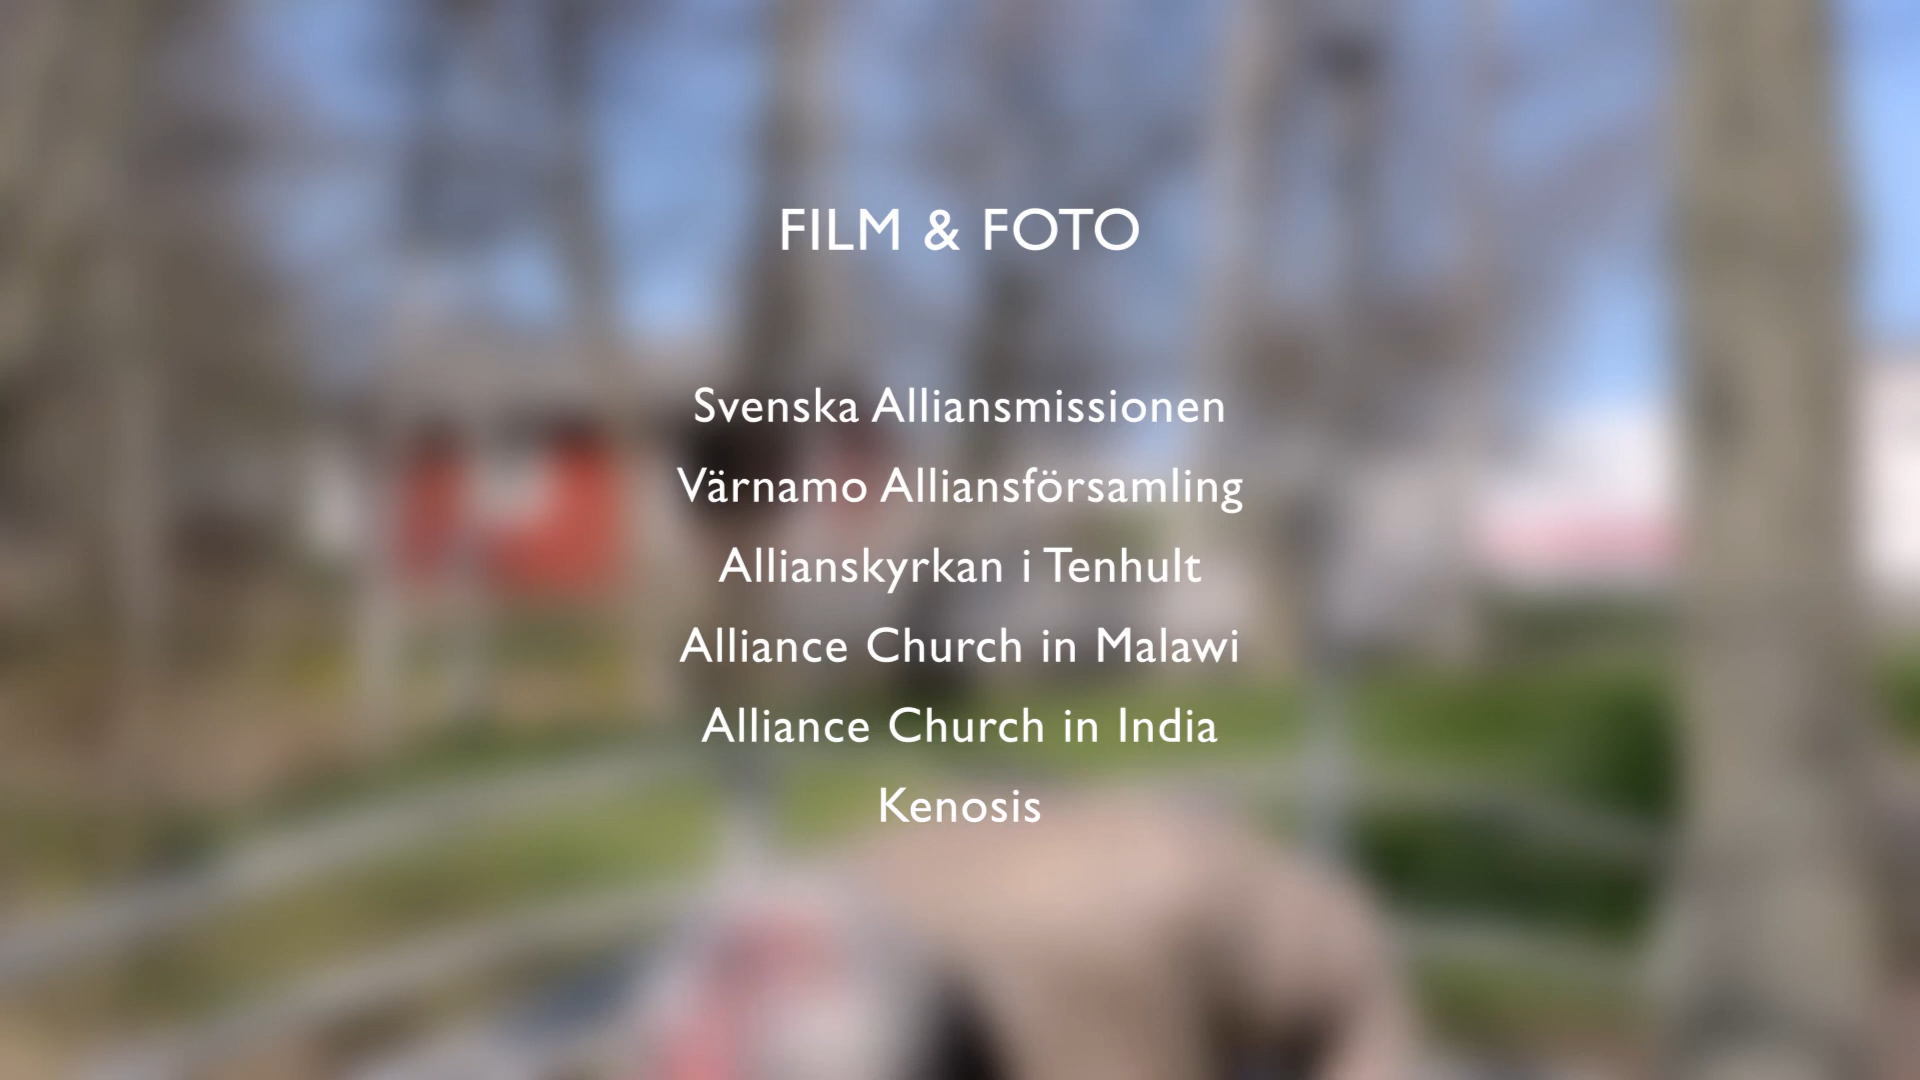 FILM & FOTO
Svenska Alliansmissionen
Värnamo Alliansförsamling
Allianskyrkan i Tenhult
Alliance Church in Malawi
Alliance Church in India
Kenosis